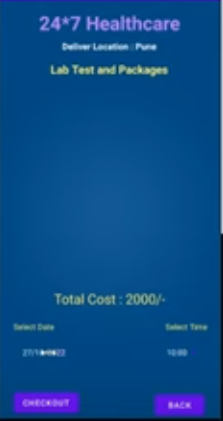 24*7 Healthcare
Deliver Location : Pune
Lab Test and Packages
Total Cost : 2000/-
Select Date
Select Time
10:00
CHECKOUT
BACK